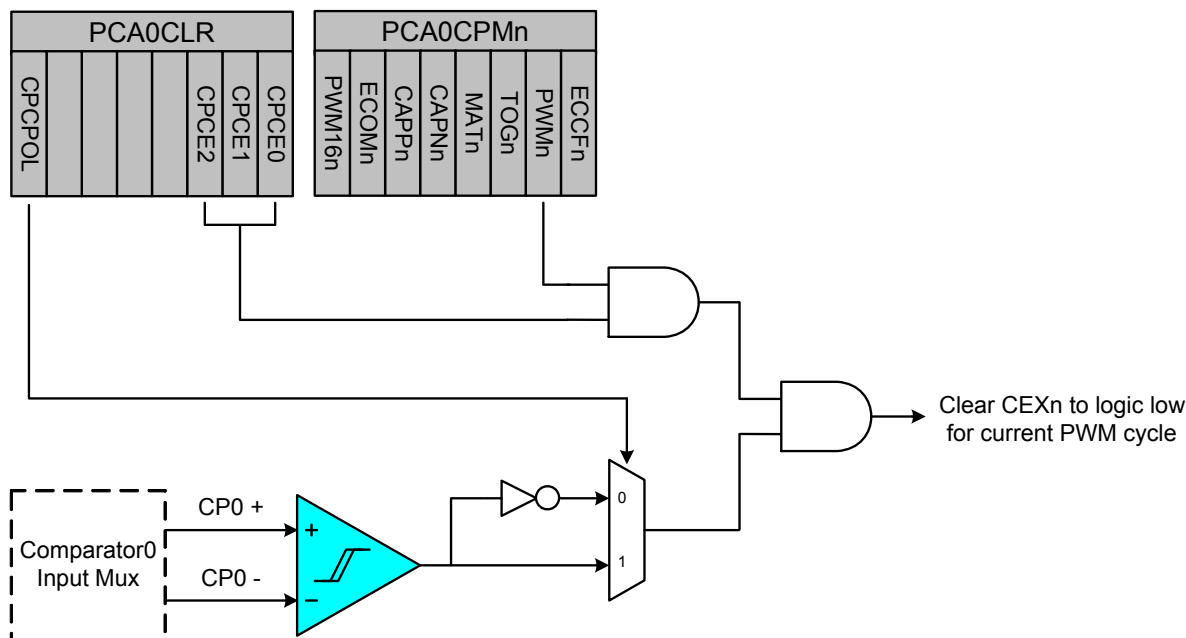 PCA0CLR
CPCPOL
CPCE2
CPCE1
CPCE0
PCA0CPMn
PWM16n
ECOMn
CAPPn
CAPNn
MATn
TOGn
PWMn
ECCFn
Clear CEXn to logic low
for current PWM cycle
Comparator0
Input Mux
CP0 +
CP0 -
+
−
0
1